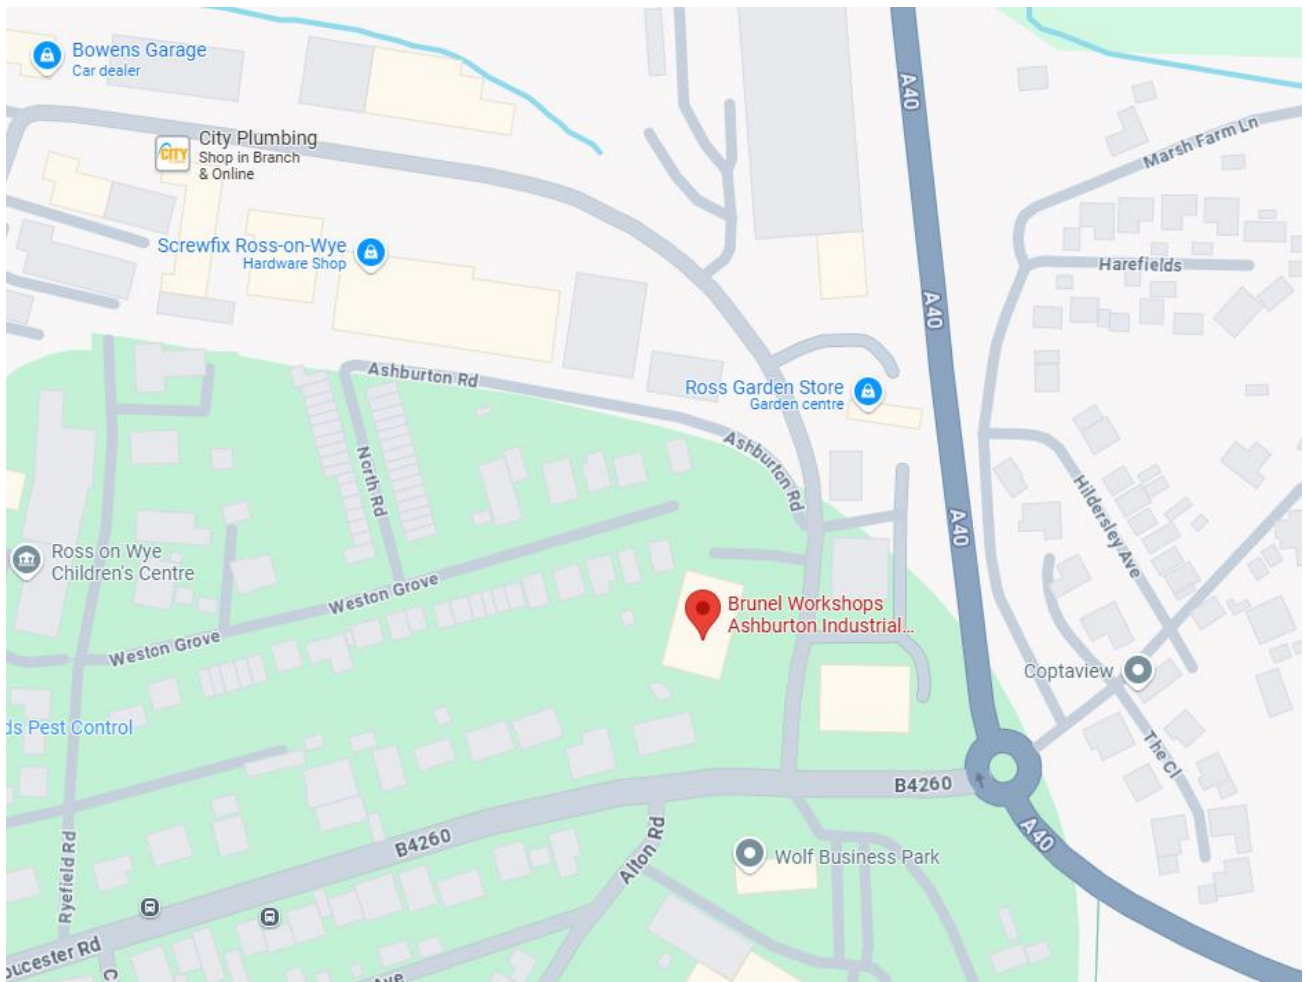 Bowens Garage
Car dealer
A40
City Plumbing
Shop in Branch
& Online
CITY
Marsh Farm Ln
Screwfix Ross-on-Wye
Hardware Shop
Harefields
A40
Ashburton Rd
Ross Garden Store
Garden centre
Ashburton Rd
North Rd
A40
Hildersley Ave
Ross on Wye
Children's Centre
Weston Grove
Brunel Workshops
Ashburton Industrial...
Weston Grove
Coptaview
ds Pest Control
The Cl
B4260
A40
B4260
Alton Rd
Wolf Business Park
Ryefield Rd
oucester Rd
C
Ave